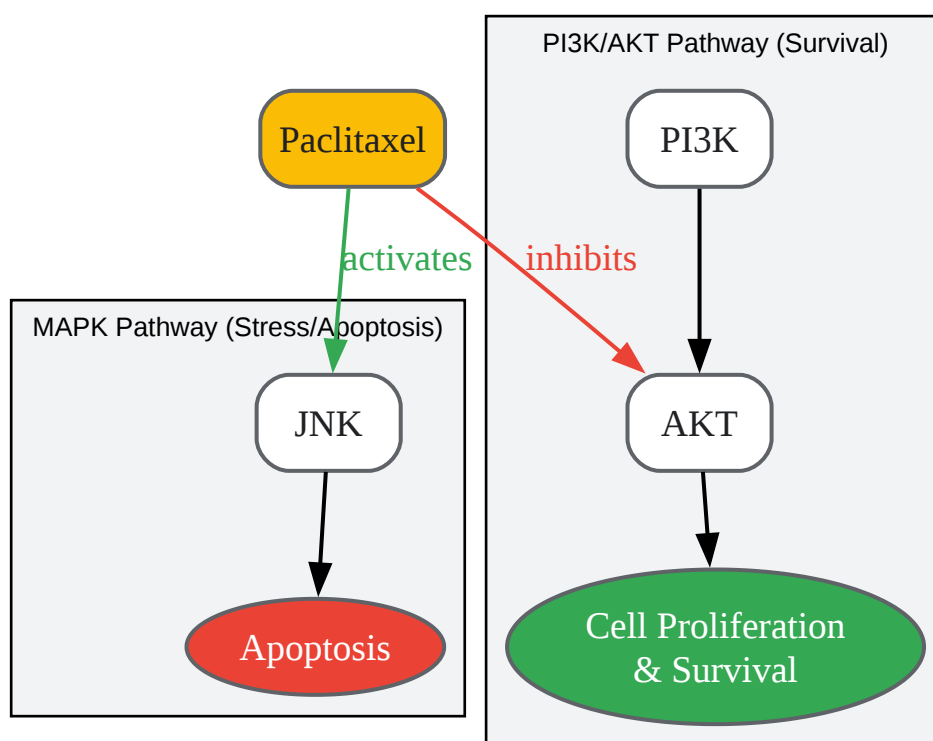 PI3K/AKT Pathway (Survival)
Paclitaxel
PI3K
activates
inhibits
MAPK Pathway (Stress/Apoptosis)
JNK
AKT
Apoptosis
Cell Proliferation
& Survival